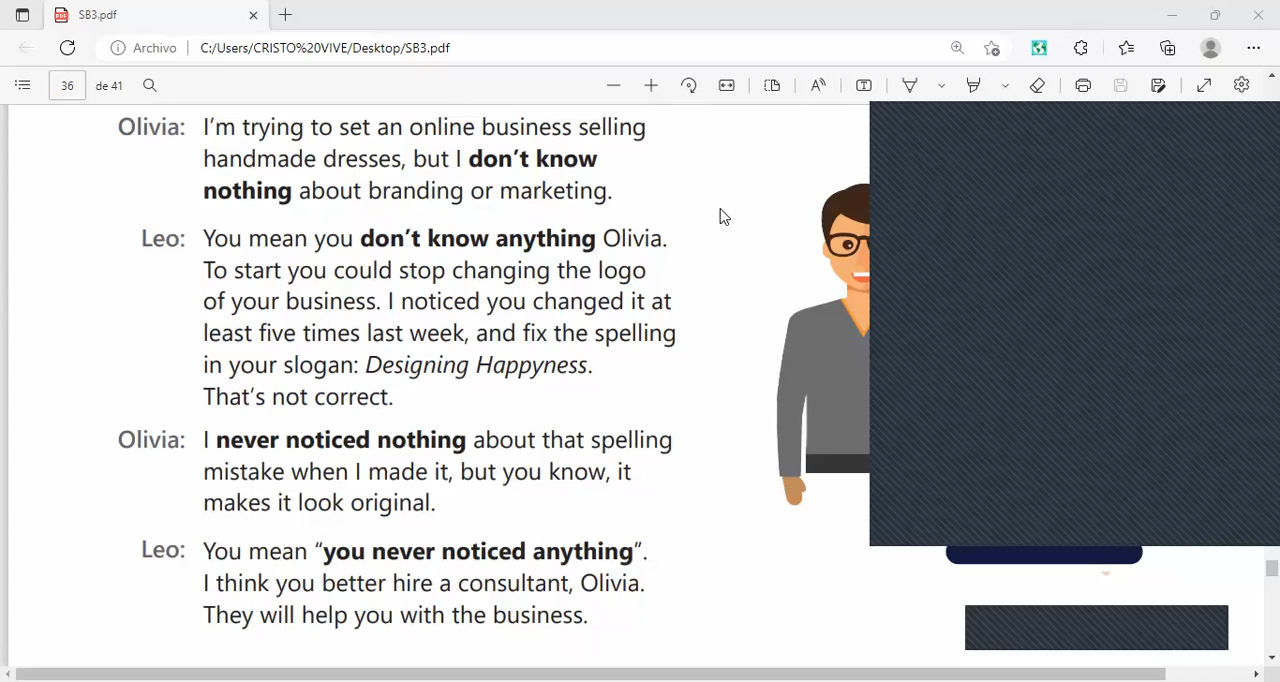 SB3.pdf
Archivo
C:/Users/CRISTO%20VIVE/Desktop/SB3.pdf
36 de 41
Olivia: I'm trying to set an online business selling
handmade dresses, but I don't know
nothing about branding or marketing.
Leo: You mean you don't know anything Olivia.
To start you could stop changing the logo
of your business. I noticed you changed it at
least five times last week, and fix the spelling
in your slogan: Designing Happyness.
That's not correct.
Olivia: I never noticed nothing about that spelling
mistake when I made it, but you know, it
makes it look original.
Leo: You mean “you never noticed anything”.
I think you better hire a consultant, Olivia.
They will help you with the business.